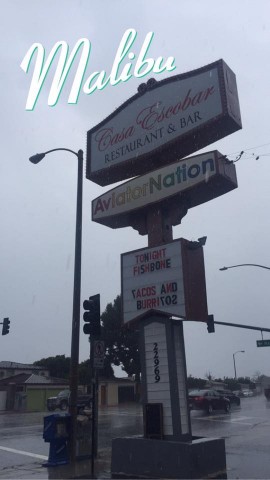 Malibu
Casa Escobar
RESTAURANT & BAR
AviatorNation
TONIGHT
FISHBONE
TACOS AND
BURRITOS
22969